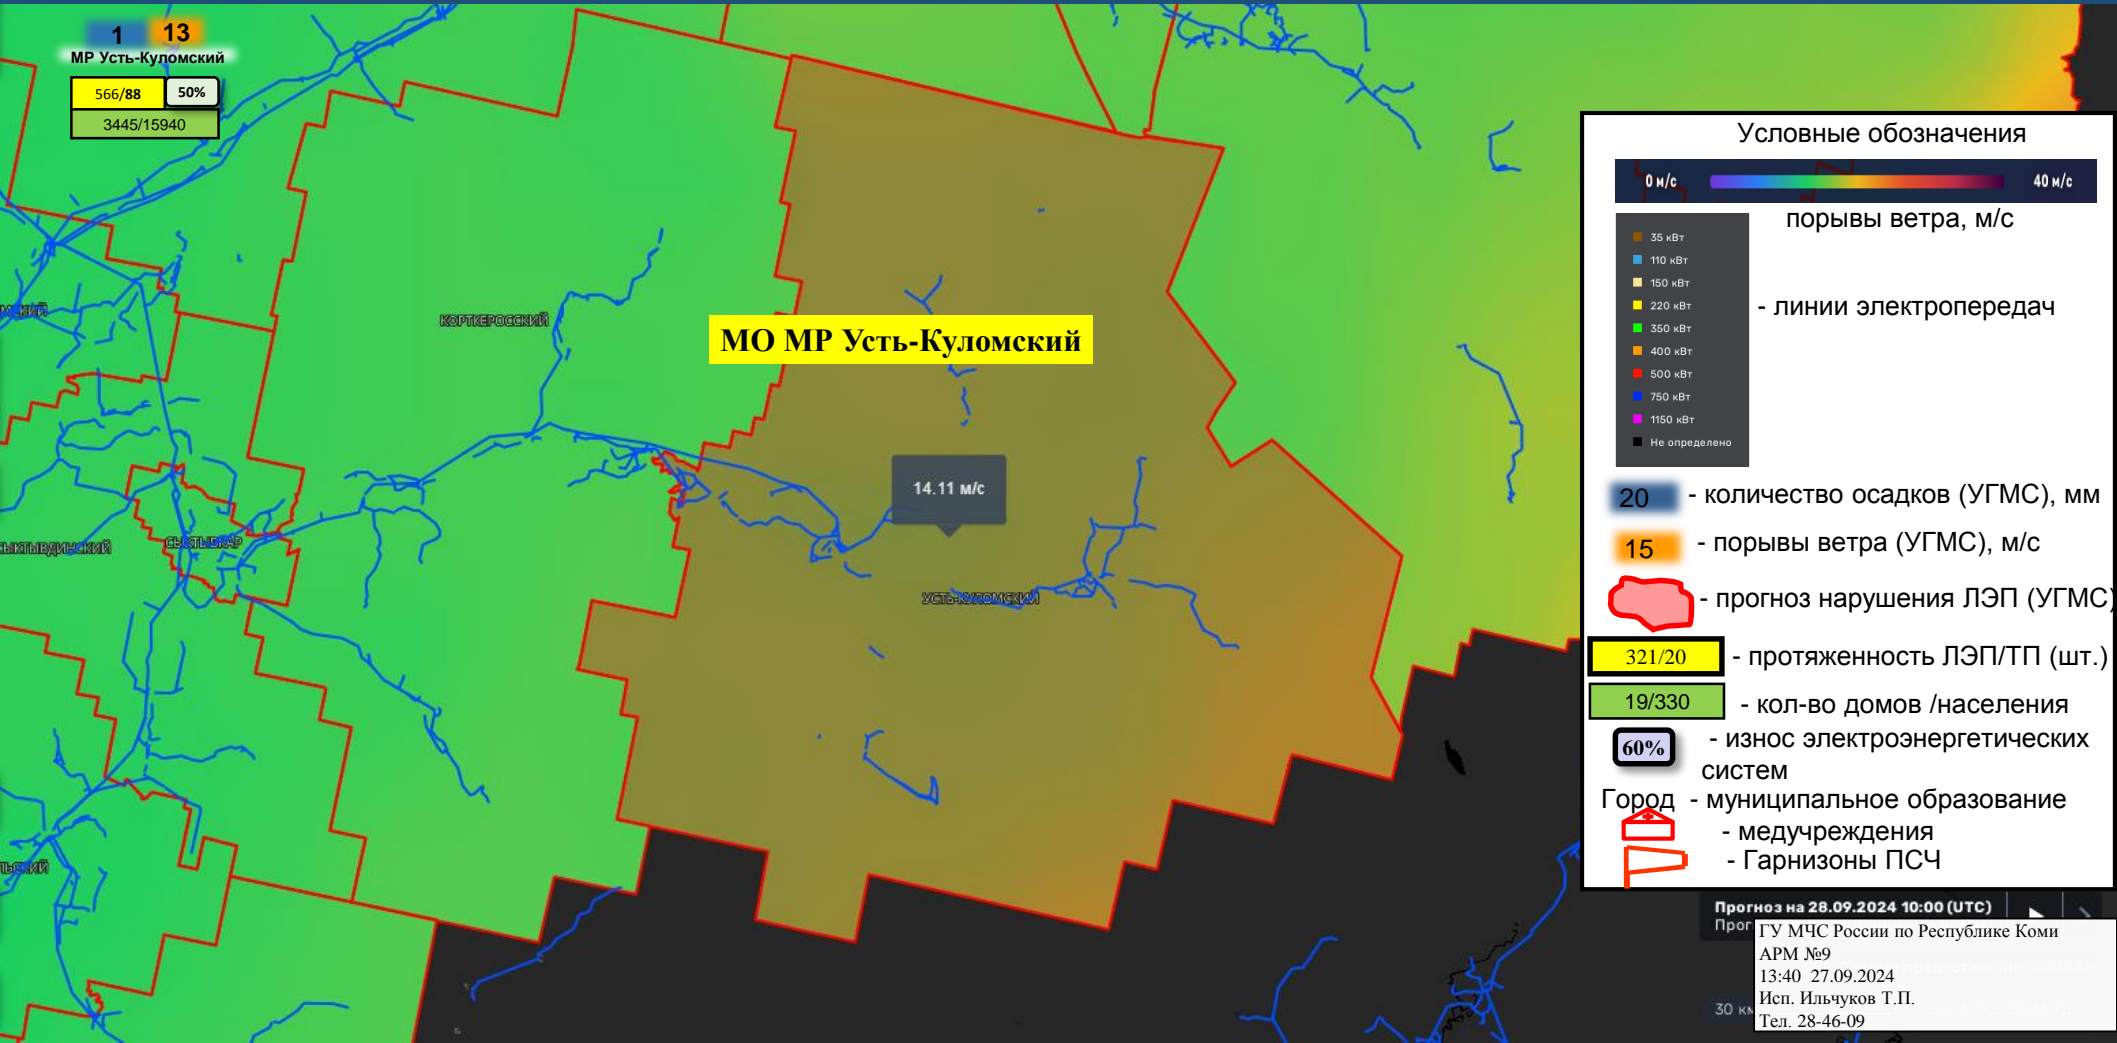 1 13
МР Усть-Куломский
566/88 50%
3445/15940
КОРТКЕРОССКИЙ
МО МР Усть-Куломский
14.11 м/с
СЫКТЫВКАР
УСТЬ-КУЛОМСКИЙ
Условные обозначения
0 м/с 40 м/с
порывы ветра, м/с
35 кВт
110 кВт
150 кВт
220 кВт
350 кВт
400 кВт
500 кВт
750 кВт
1150 кВт
Не определено
- линии электропередач
20 - количество осадков (УГМС), мм
15 - порывы ветра (УГМС), м/с
- прогноз нарушения ЛЭП (УГМС)
321/20 - протяженность ЛЭП/ТП (шт.)
19/330 - кол-во домов /населения
60% - износ электроэнергетических
систем
Город - муниципальное образование
- медучреждения
- Гарнизоны ПСЧ
Прогноз на 28.09.2024 10:00 (UTC)
ГУ МЧС России по Республике Коми
АРМ №9
13:40 27.09.2024
Исп. Ильчуков Т.П.
Тел. 28-46-09
30 км